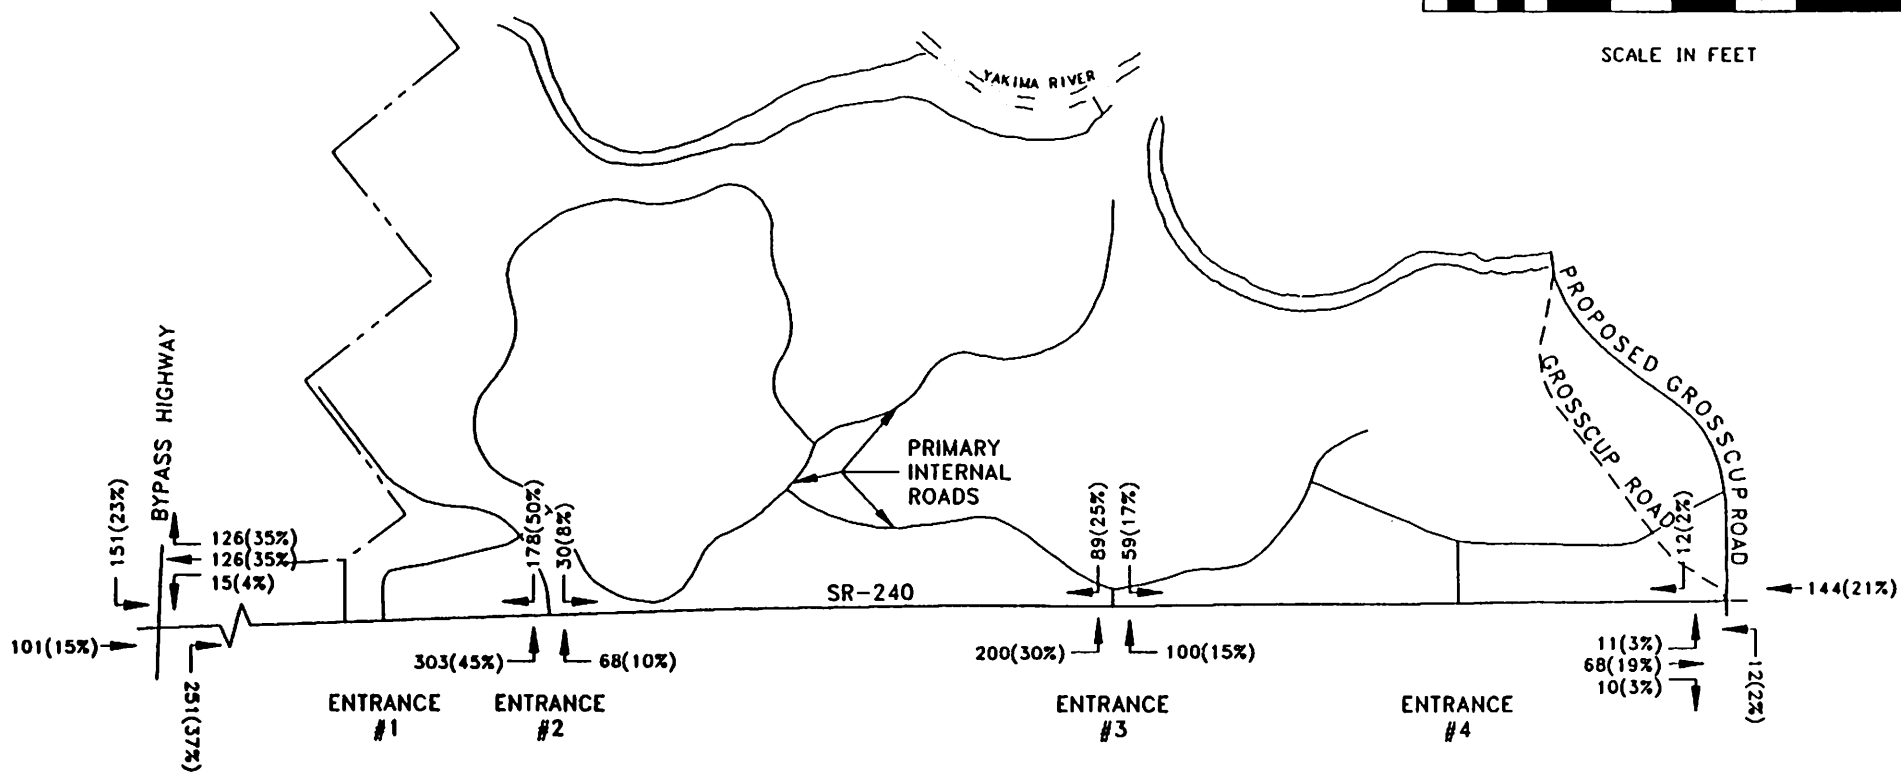 SCALE IN FEET
YAKIMA RIVER
PROPOSED GROSSCUP ROAD
GROSSCUP ROAD
BYPASS HIGHWAY
PRIMARY
INTERNAL
ROADS
151(23%)
126(35%)
126(35%)
15(4%)
101(15%)
251(37%)
178(50%)
30(8%)
303(45%)
68(10%)
SR-240
89(25%)
59(17%)
200(30%)
100(15%)
12(2%)
144(21%)
11(3%)
68(19%)
10(3%)
12(2%)
ENTRANCE
#1
ENTRANCE
#2
ENTRANCE
#3
ENTRANCE
#4